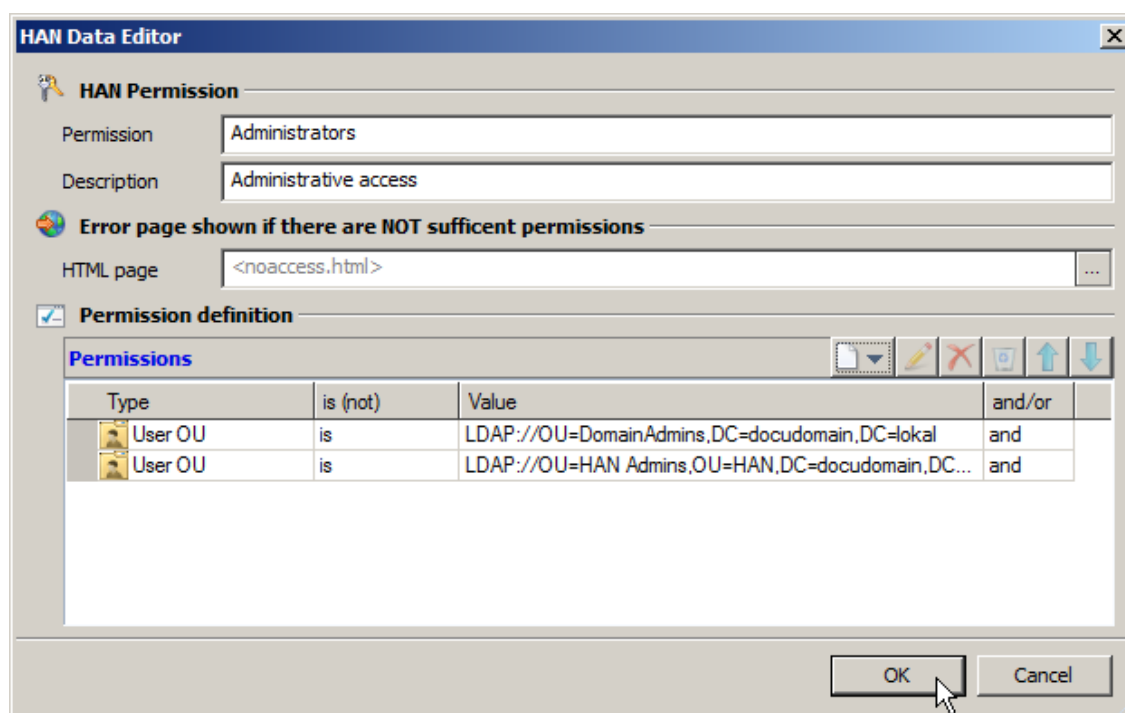 HAN Data Editor
HAN Permission
Permission Administrators
Description Administrative access
Error page shown if there are NOT sufficent permissions
HTML page <noaccess.html> ...
Permission definition
Permissions
Type is (not) Value and/or
User OU is LDAP://OU=DomainAdmins,DC=docudomain,DC=lokal and
User OU is LDAP://OU=HAN Admins,OU=HAN,DC=docudomain,DC... and
OK Cancel